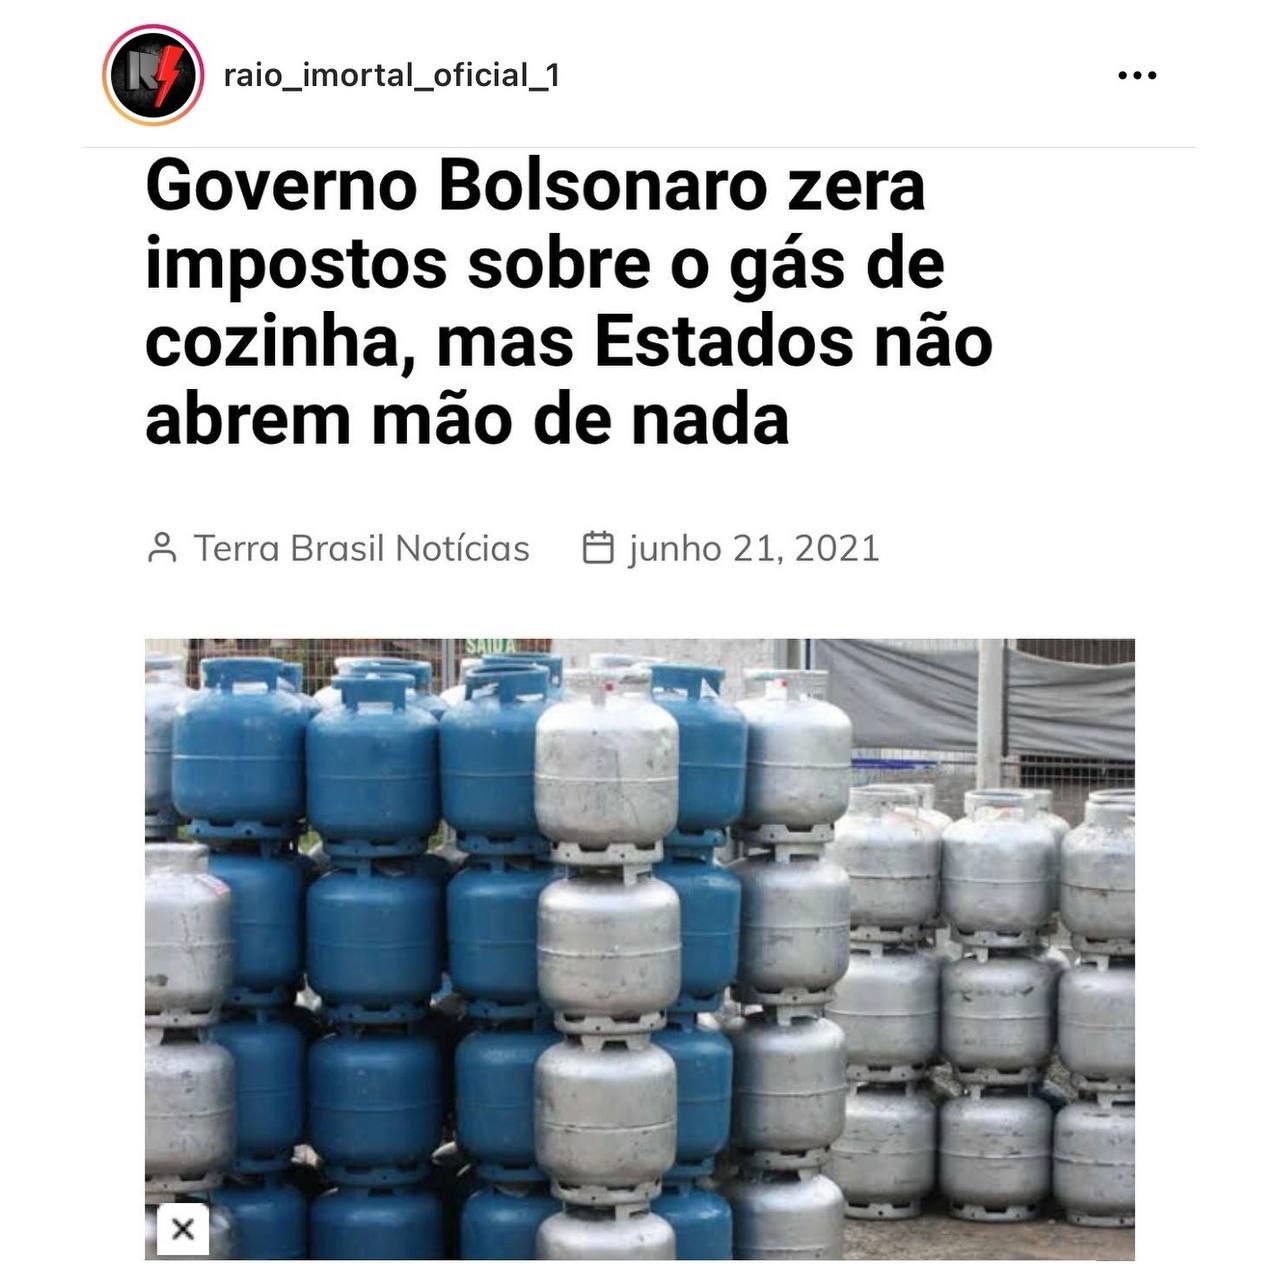 raio_imortal_oficial_1
Governo Bolsonaro zera
impostos sobre o gás de
cozinha, mas Estados não
abrem mão de nada
Terra Brasil Notícias junho 21, 2021
SAÍDA